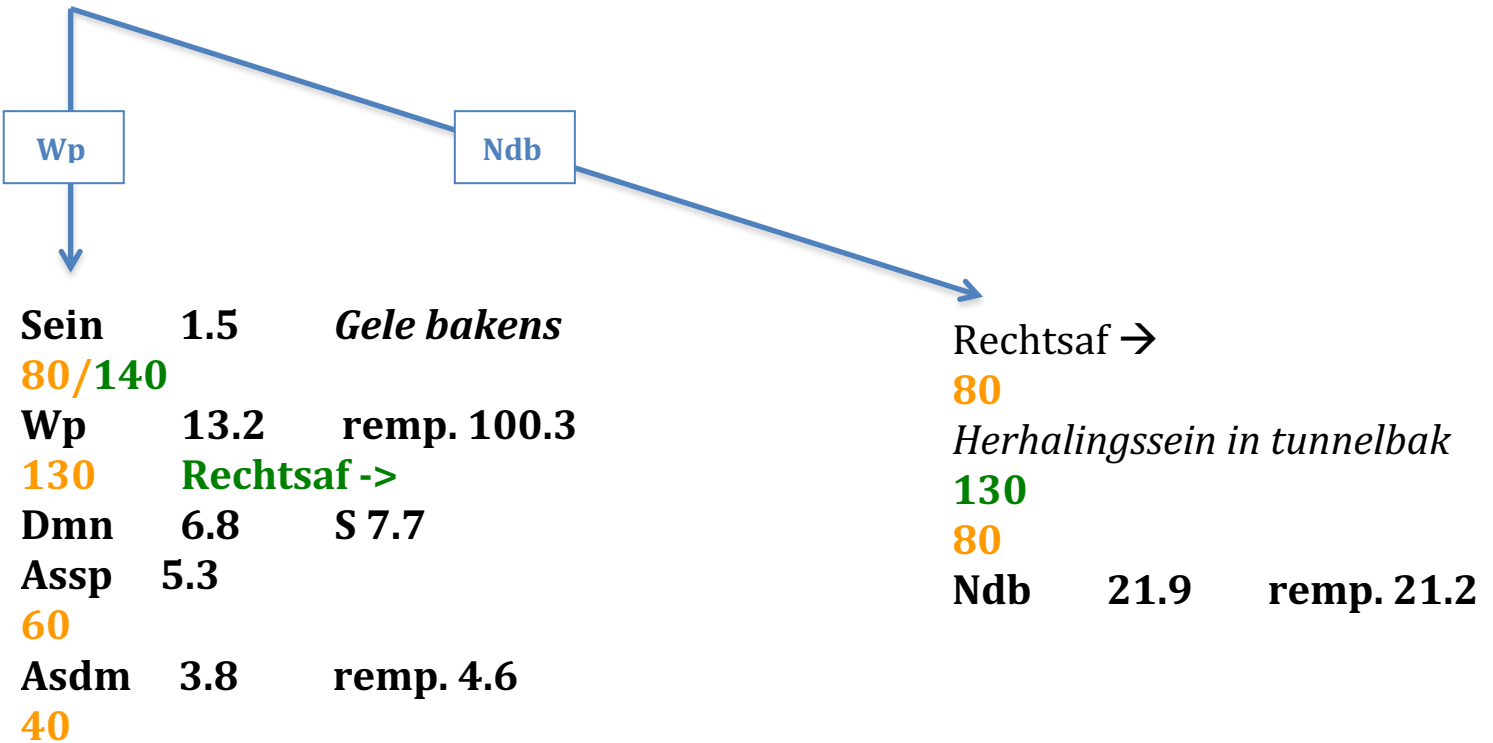 Wp
Ndb
Sein 1.5 Gele bakens
80/140
Wp 13.2 remp. 100.3
130 Rechtsaf ->
Dmn 6.8 S 7.7
Assp 5.3
60
Asdm 3.8 remp. 4.6
40
Rechtsaf →
80
Herhalingssein in tunnelbak
130
80
Ndb 21.9 remp. 21.2